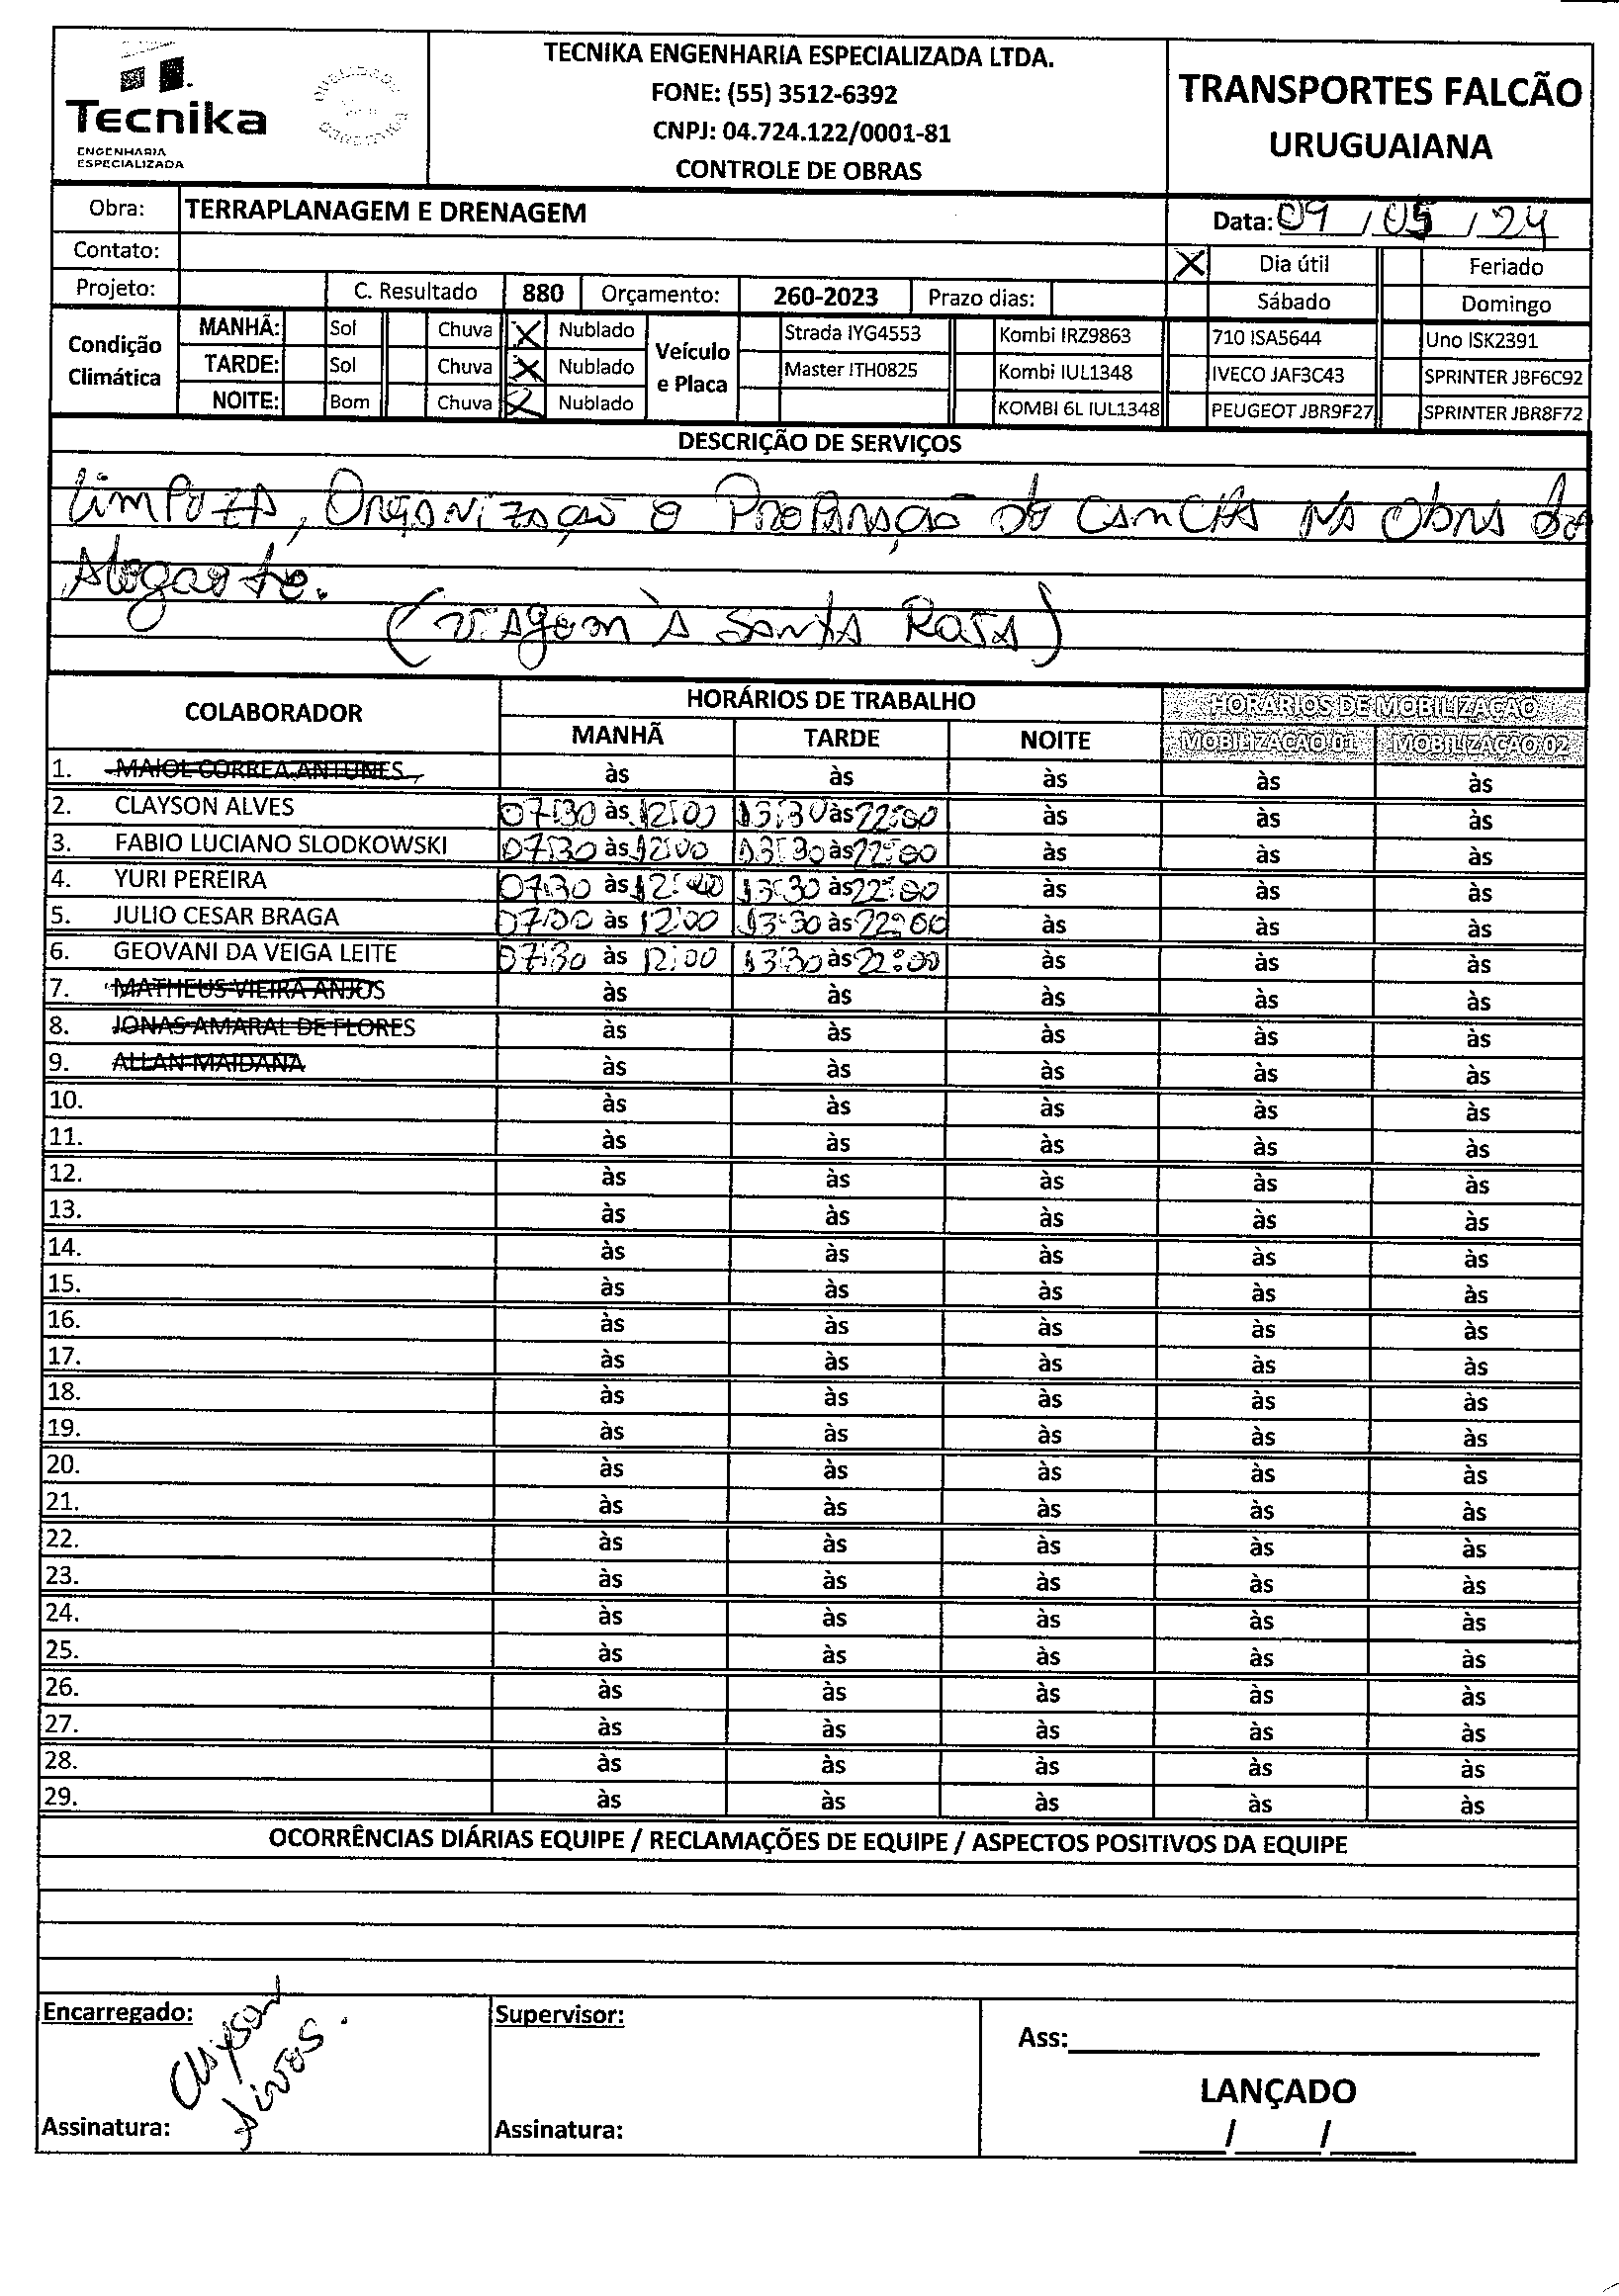 Tecnika
ENGENHARIA
ESPECIALIZADA
TECNIKA ENGENHARIA ESPECIALIZADA LTDA.
FONE: (55) 3512-6392
CNPJ: 04.724.122/0001-81
CONTROLE DE OBRAS
TRANSPORTES FALCÃO
URUGUAIANA
Obra: TERRAPLANAGEM E DRENAGEM Data: 09 / 05 / 24
Contato: X Dia útil Feriado
Projeto: C. Resultado 880 Orçamento: 260-2023 Prazo dias: Sábado Domingo
Condição Climática
MANHÃ: Sol Chuva X Nublado
TARDE: Sol Chuva X Nublado
NOITE: Bom Chuva X Nublado
Veículo e Placa
Strada IYG4553 Kombi IRZ9863 710 ISA5644 Uno ISK2391
Master ITH0825 Kombi IUL1348 IVECO JAF3C43 SPRINTER JBF6C92
KOMBI 6L IUL1348 PEUGEOT JBR9F27 SPRINTER JBR8F72
DESCRIÇÃO DE SERVIÇOS
Limpeza, Organização e Preparação de canchas na obra de
Alegrete.
(viagem à Santa Rosa)
COLABORADOR HORÁRIOS DE TRABALHO HORÁRIOS DE MOBILIZAÇÃO
MANHÃ TARDE NOITE MOBILIZAÇÃO 01 MOBILIZAÇÃO 02
1. MAIOL CORREA ANTUNES às às às às às
2. CLAYSON ALVES 07:30 às 12:00 13:30 às 22:00 às às às
3. FABIO LUCIANO SLODKOWSKI 07:30 às 12:00 13:30 às 22:00 às às às
4. YURI PEREIRA 07:30 às 12:00 13:30 às 22:00 às às às
5. JULIO CESAR BRAGA 07:30 às 12:00 13:30 às 22:00 às às às
6. GEOVANI DA VEIGA LEITE 07:30 às 12:00 13:30 às 22:00 às às às
7. MATHEUS VIEIRA ANJOS às às às às às
8. JONAS AMARAL DE FLORES às às às às às
9. ALLAN MAIDANA às às às às às
10. às às às às às
11. às às às às às
12. às às às às às
13. às às às às às
14. às às às às às
15. às às às às às
16. às às às às às
17. às às às às às
18. às às às às às
19. às às às às às
20. às às às às às
21. às às às às às
22. às às às às às
23. às às às às às
24. às às às às às
25. às às às às às
26. às às às às às
27. às às às às às
28. às às às às às
29. às às às às às
OCORRÊNCIAS DIÁRIAS EQUIPE / RECLAMAÇÕES DE EQUIPE / ASPECTOS POSITIVOS DA EQUIPE
Encarregado: Supervisor:
Clayson
Alves.
Ass:
LANÇADO
Assinatura: Assinatura: / /